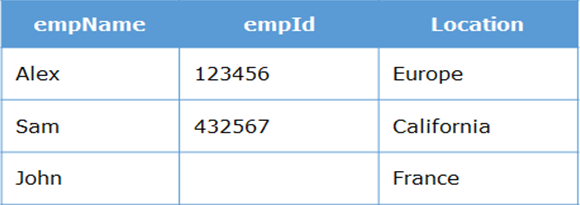 empName empId Location
Alex 123456 Europe
Sam 432567 California
John France